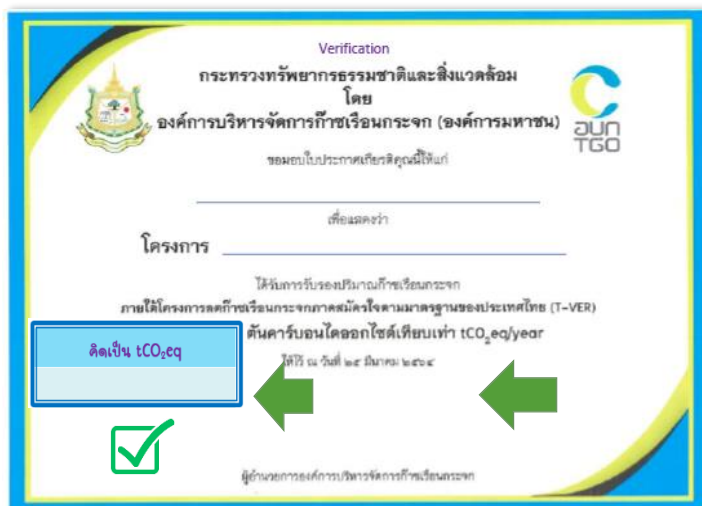 Verification
กระทรวงทรัพยากรธรรมชาติและสิ่งแวดล้อม
โดย
องค์การบริหารจัดการก๊าซเรือนกระจก (องค์การมหาชน)
อบก
TGO
ขอมอบใบประกาศเกียรติคุณนี้ให้แก่
เพื่อแสดงว่า
โครงการ
ได้รับการรับรองปริมาณก๊าซเรือนกระจก
ภายใต้โครงการลดก๊าซเรือนกระจกภาคสมัครใจตามมาตรฐานของประเทศไทย (T-VER)
คิดเป็น tCO₂eq
ตันคาร์บอนไดออกไซด์เทียบเท่า tCO₂eq/year
ให้ไว้ ณ วันที่ ๒๕ มีนาคม ๒๕๖๔
ผู้อำนวยการองค์การบริหารจัดการก๊าซเรือนกระจก